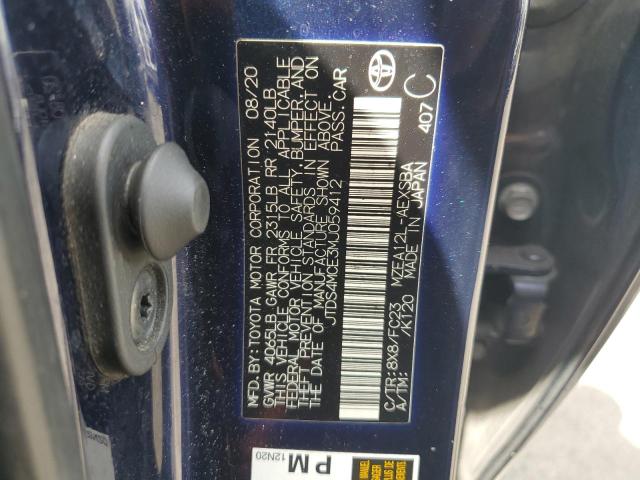 MFD. BY: TOYOTA MOTOR CORPORATION 08/20
GVWR 4065LB GAWR FR 2315LB RR 2140LB
THIS VEHICLE CONFORMS TO ALL APPLICABLE
FEDERAL MOTOR VEHICLE SAFETY, BUMPER, AND
THEFT PREVENTION STANDARDS IN EFFECT ON
THE DATE OF MANUFACTURE SHOWN ABOVE.
JTDS4MCE3MJ059412 PASS. CAR
C/TR: 8X8/FC23 MZEA12L-AEXSBA
A/TM: /K120 MADE IN JAPAN
407 C
PM
12N20
MANUEL